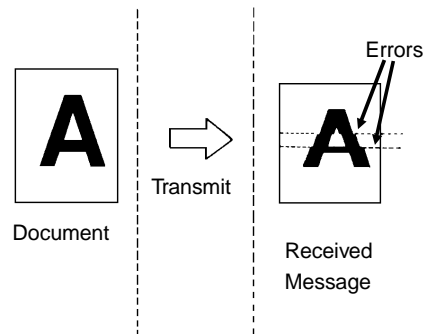 Errors
A
A
Transmit
Document
Received
Message